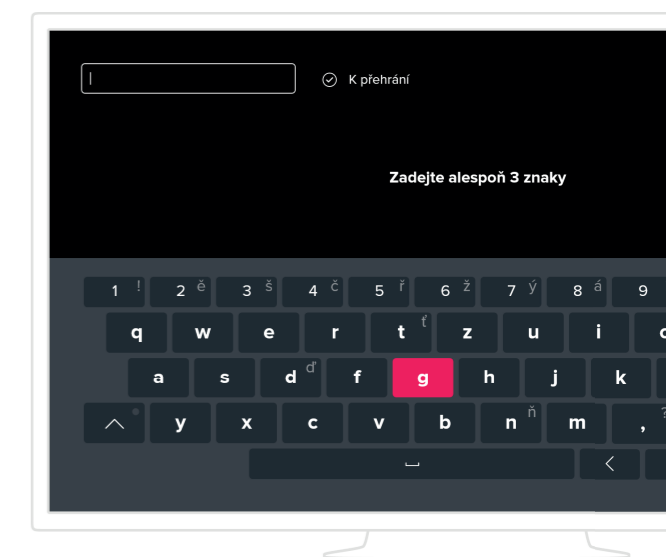 K přehrání
Zadejte alespoň 3 znaky
1 ! 2 ě 3 š 4 č 5 ř 6 ž 7 ý 8 á 9
q w e r t ť z u i
a s d ď f g h j k
y x c v b n ň m , ?